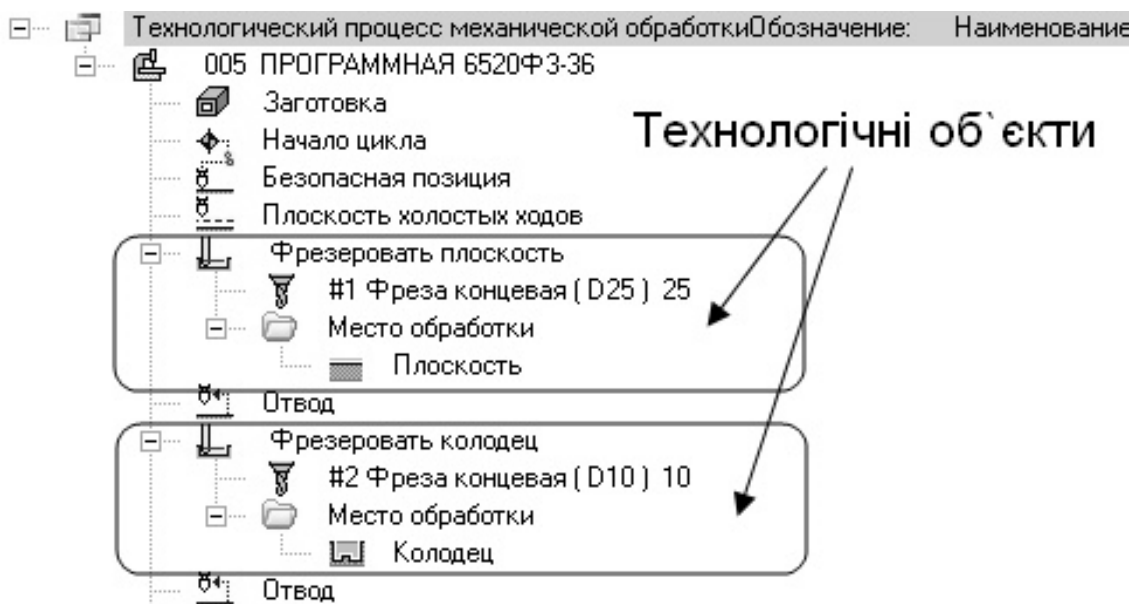 Технологический процесс механической обработкиОбозначение: Наименование
005 ПРОГРАММНАЯ 6520ФЗ-36
Заготовка
Начало цикла
Безопасная позиция
Плоскость холостых ходов
Технологічні об`єкти
Фрезеровать плоскость
#1 Фреза концевая ( D25 ) 25
Место обработки
Плоскость
Отвод
Фрезеровать колодец
#2 Фреза концевая ( D10 ) 10
Место обработки
Колодец
Отвод